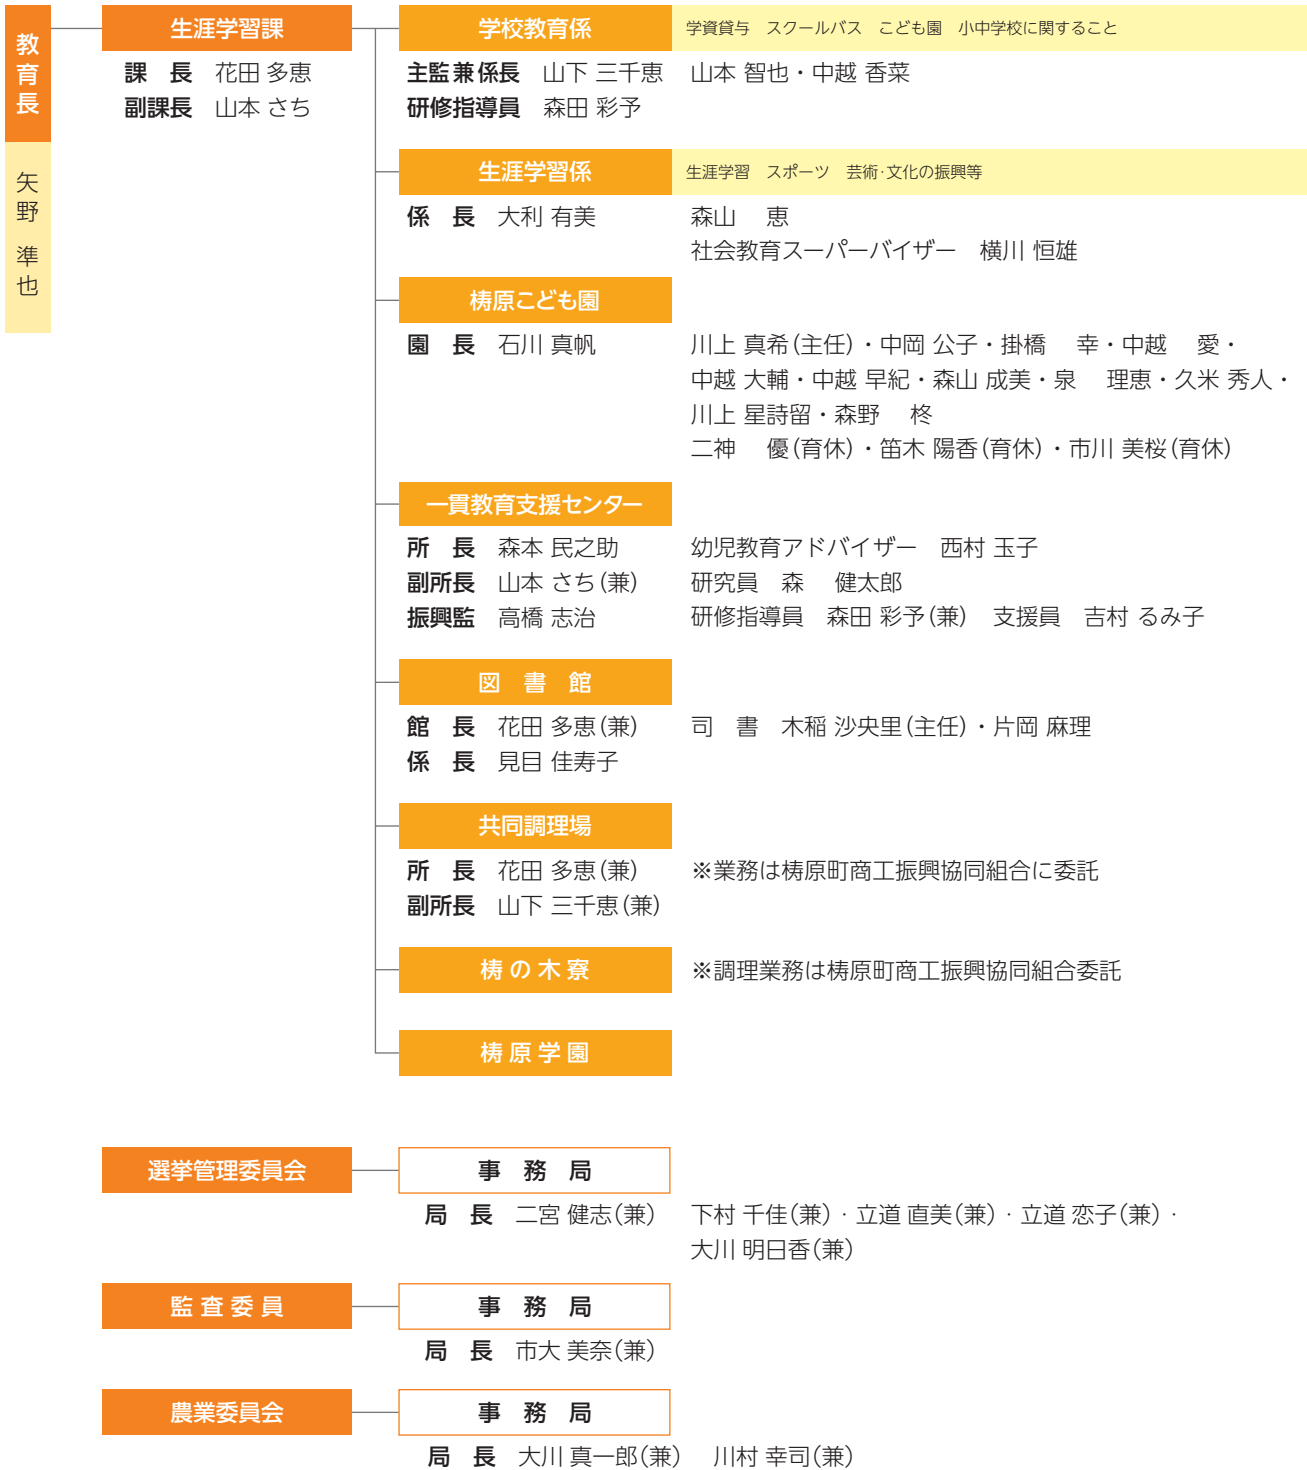 教育長
矢野 準也
生涯学習課
課　長　花田 多恵
副課長　山本 さち
学校教育係　学資貸与　スクールバス　こども園　小中学校に関すること
主監兼係長　山下 三千恵　山本 智也・中越 香菜
研修指導員　森田 彩予
生涯学習係　生涯学習　スポーツ　芸術・文化の振興等
係　長　大利 有美　森山　恵
社会教育スーパーバイザー　横川 恒雄
梼原こども園
園　長　石川 真帆　川上 真希(主任)・中岡 公子・掛橋　幸・中越　愛・
中越 大輔・中越 早紀・森山 成美・泉　理恵・久米 秀人・
川上 星詩留・森野　柊
二神　優(育休)・笛木 陽香(育休)・市川 美桜(育休)
一貫教育支援センター
所　長　森本 民之助　幼児教育アドバイザー　西村 玉子
副所長　山本 さち(兼)　研究員　森　健太郎
振興監　高橋 志治　研修指導員　森田 彩予(兼)　支援員　吉村 るみ子
図　書　館
館　長　花田 多恵(兼)　司　書　木稲 沙央里(主任)・片岡 麻理
係　長　見目 佳寿子
共同調理場
所　長　花田 多恵(兼)　※業務は梼原町商工振興協同組合に委託
副所長　山下 三千恵(兼)
梼の木寮　※調理業務は梼原町商工振興協同組合委託
梼原学園
選挙管理委員会　事　務　局
局　長　二宮 健志(兼)　下村 千佳(兼)・立道 直美(兼)・立道 恋子(兼)・
大川 明日香(兼)
監査委員　事　務　局
局　長　市大 美奈(兼)
農業委員会　事　務　局
局　長　大川 真一郎(兼)　川村 幸司(兼)